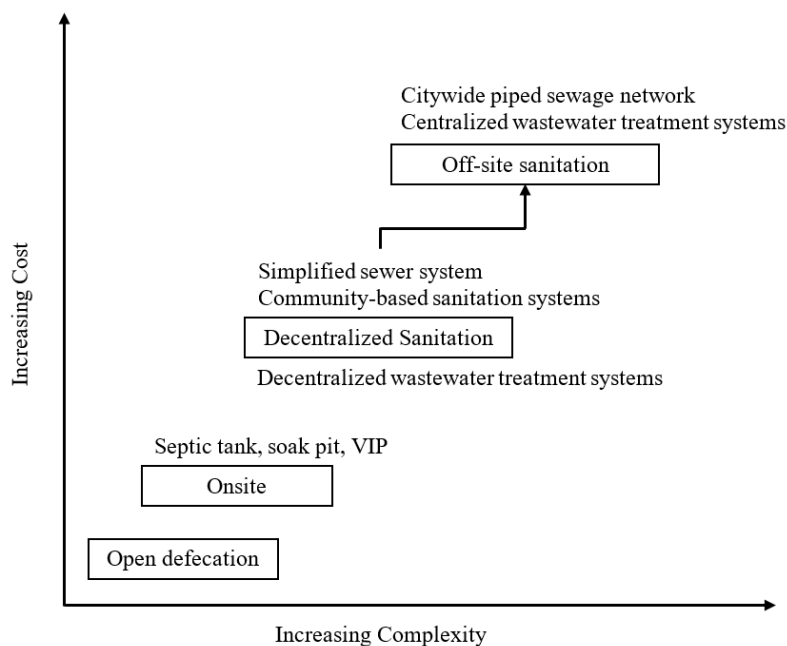 Citywide piped sewage network
Centralized wastewater treatment systems
Off-site sanitation
Simplified sewer system
Community-based sanitation systems
Decentralized Sanitation
Decentralized wastewater treatment systems
Septic tank, soak pit, VIP
Onsite
Open defecation
Increasing Cost
Increasing Complexity